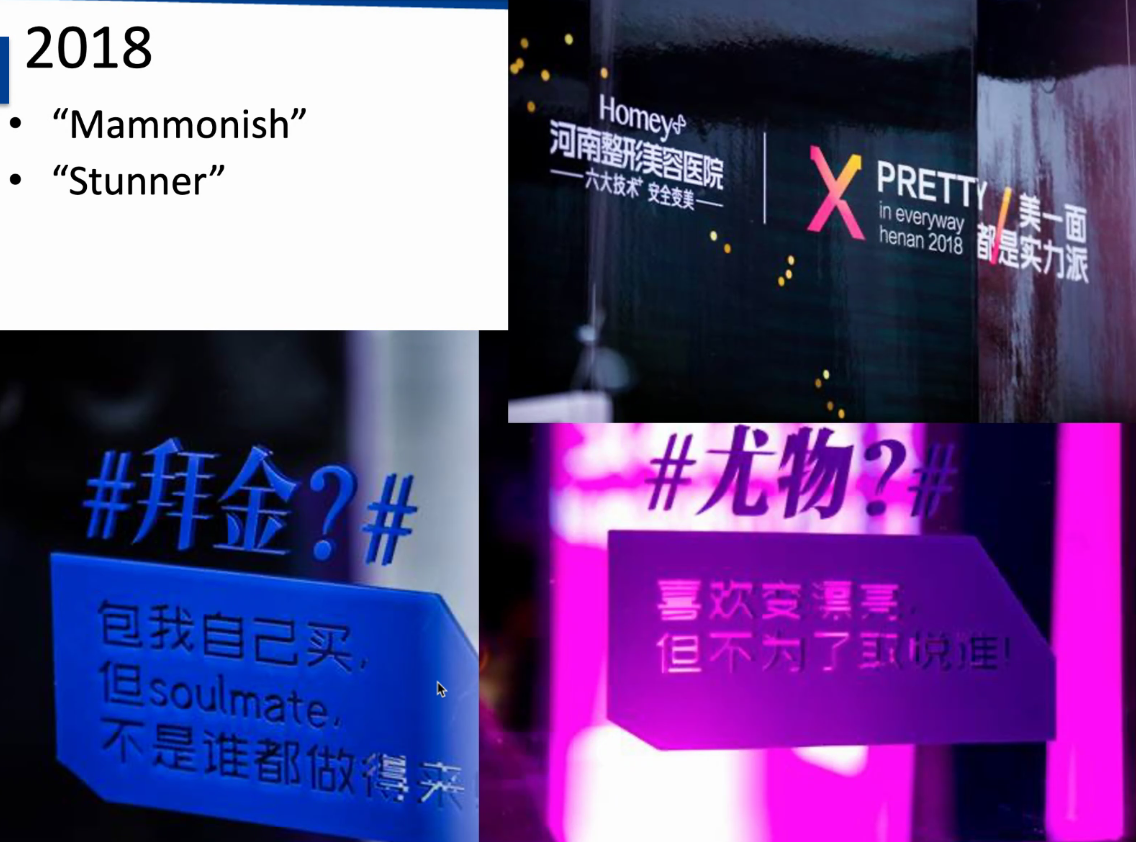 2018
• “Mammonish”
• “Stunner”
Homey
河南整形美容医院
六大技术 安全变美
PRETTY
in everyway
henan 2018
美一面
都是实力派
#拜金?#
包我自己买,
但soulmate,
不是谁都做得来
#尤物?#
喜欢变漂亮,
但不为了取悦谁!